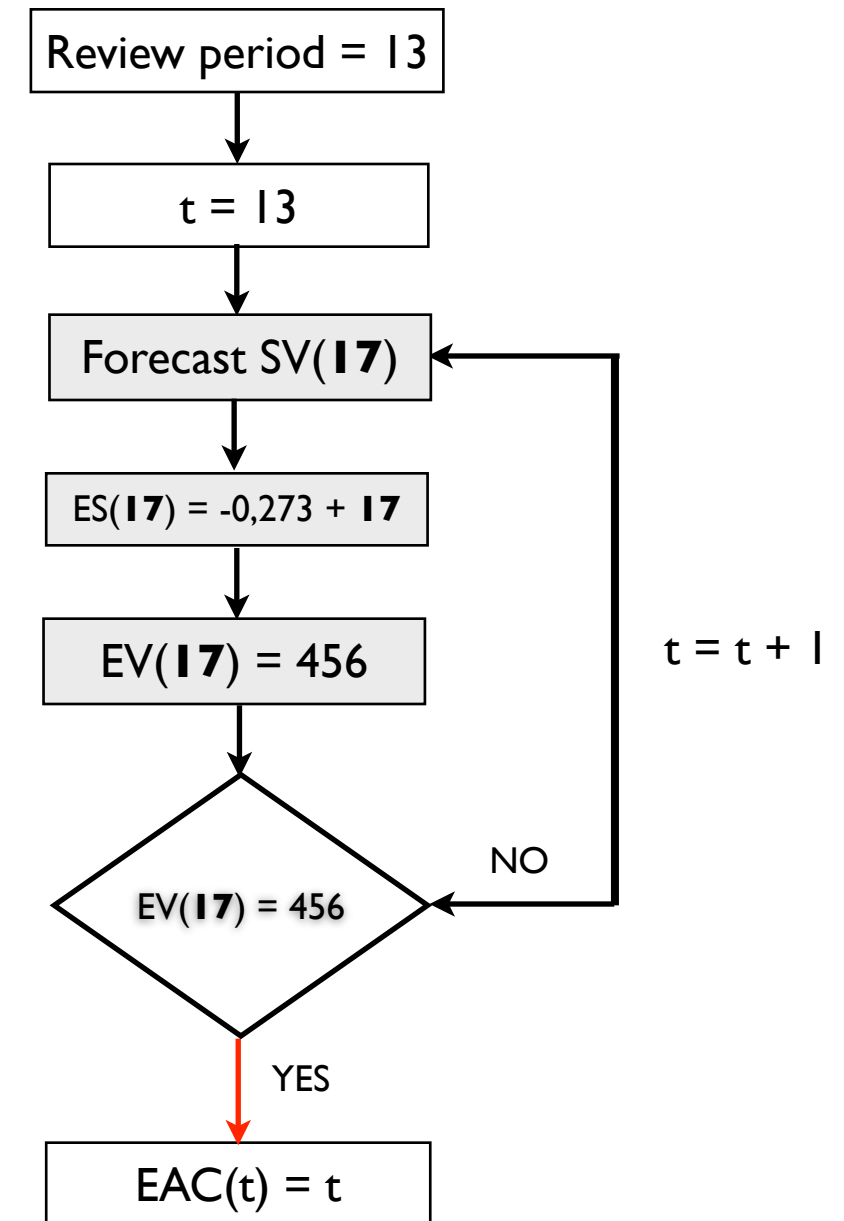 Review period = 13
t = 13
Forecast SV(17)
ES(17) = -0,273 + 17
EV(17) = 456
t = t + 1
NO
EV(17) = 456
YES
EAC(t) = t